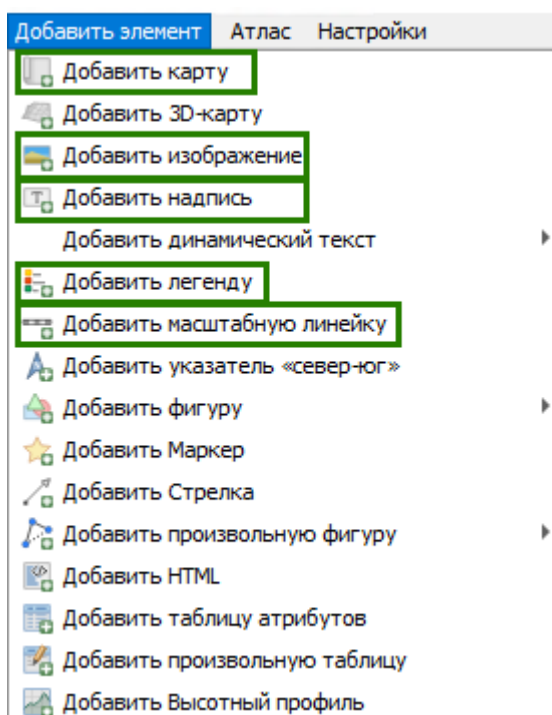 Добавить элемент Атлас Настройки
Добавить карту
Добавить 3D-карту
Добавить изображение
Добавить надпись
Добавить динамический текст
Добавить легенду
Добавить масштабную линейку
Добавить указатель «север-юг»
Добавить фигуру
Добавить Маркер
Добавить Стрелка
Добавить произвольную фигуру
Добавить HTML
Добавить таблицу атрибутов
Добавить произвольную таблицу
Добавить Высотный профиль